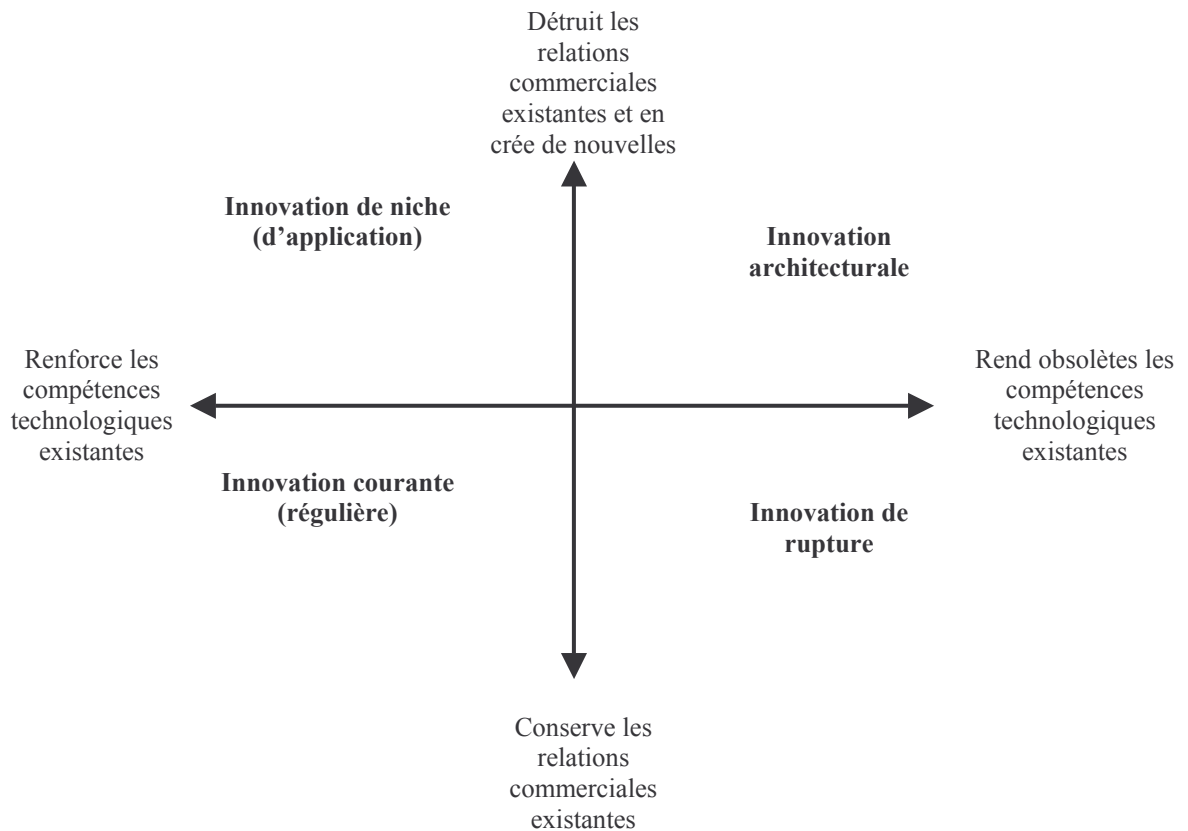 Détruit les
relations
commerciales
existantes et en
crée de nouvelles
Innovation de niche
(d’application)
Innovation
architecturale
Renforce les
compétences
technologiques
existantes
Rend obsolètes les
compétences
technologiques
existantes
Innovation courante
(régulière)
Innovation de
rupture
Conserve les
relations
commerciales
existantes